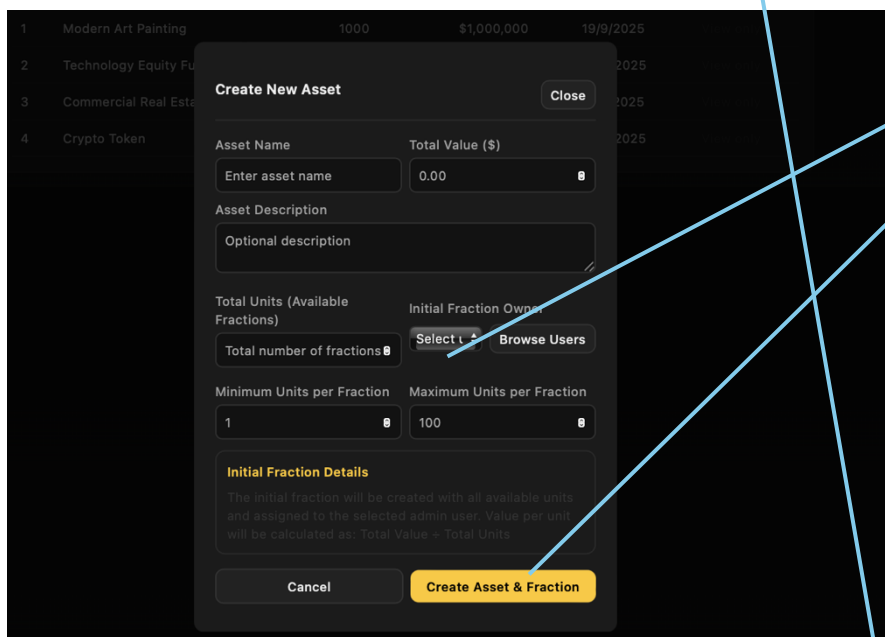 1 Modern Art Painting 1000 $1,000,000 19/9/2025
2 Technology Equity Fu 2025
3 Commercial Real Esta 2025
4 Crypto Token 2025
Create New Asset
Close
Asset Name Total Value ($)
Enter asset name 0.00
Asset Description
Optional description
Total Units (Available
Fractions)
Initial Fraction Owner
Total number of fractions
Select Browse Users
Minimum Units per Fraction Maximum Units per Fraction
1 100
Initial Fraction Details
The initial fraction will be created with all available units
and assigned to the selected admin user. Value per unit
will be calculated as: Total Value ÷ Total Units
Cancel Create Asset & Fraction